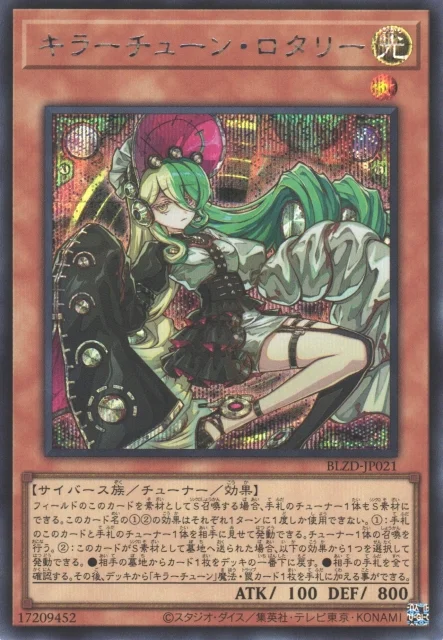 キラーチューン・ロタリー
光
BLZD-JP021
【サイバース族／チューナー／効果】
フィールドのこのカードを素材としてS召喚する場合、手札のチューナー1体もS素材に
できる。このカード名の①②の効果はそれぞれ1ターンに1度しか使用できない。①：手札
のこのカードと手札のチューナー1体を相手に見せて発動できる。チューナー1体の召喚を
行う。②：このカードがS素材として墓地へ送られた場合、以下の効果から1つを選択して
発動できる。●相手の墓地からカード1枚をデッキの一番下に戻す。●相手の手札を全て
確認する。その後、デッキから「キラーチューン」魔法・罠カード1枚を手札に加える事ができる。
ATK/ 100 DEF/ 800
17209452
©スタジオ・ダイス／集英社・テレビ東京・KONAMI